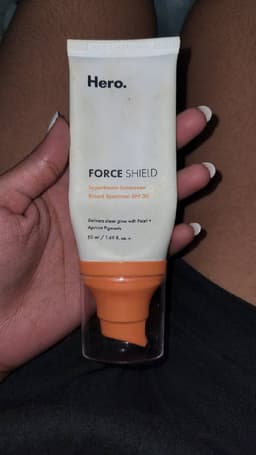 Hero.
FORCE SHIELD
Superlight Sunscreen
Broad Spectrum SPF 30
Delivers sheer glow with Pearl +
Apricot Pigments
50 ml / 1.69 fl. oz. e